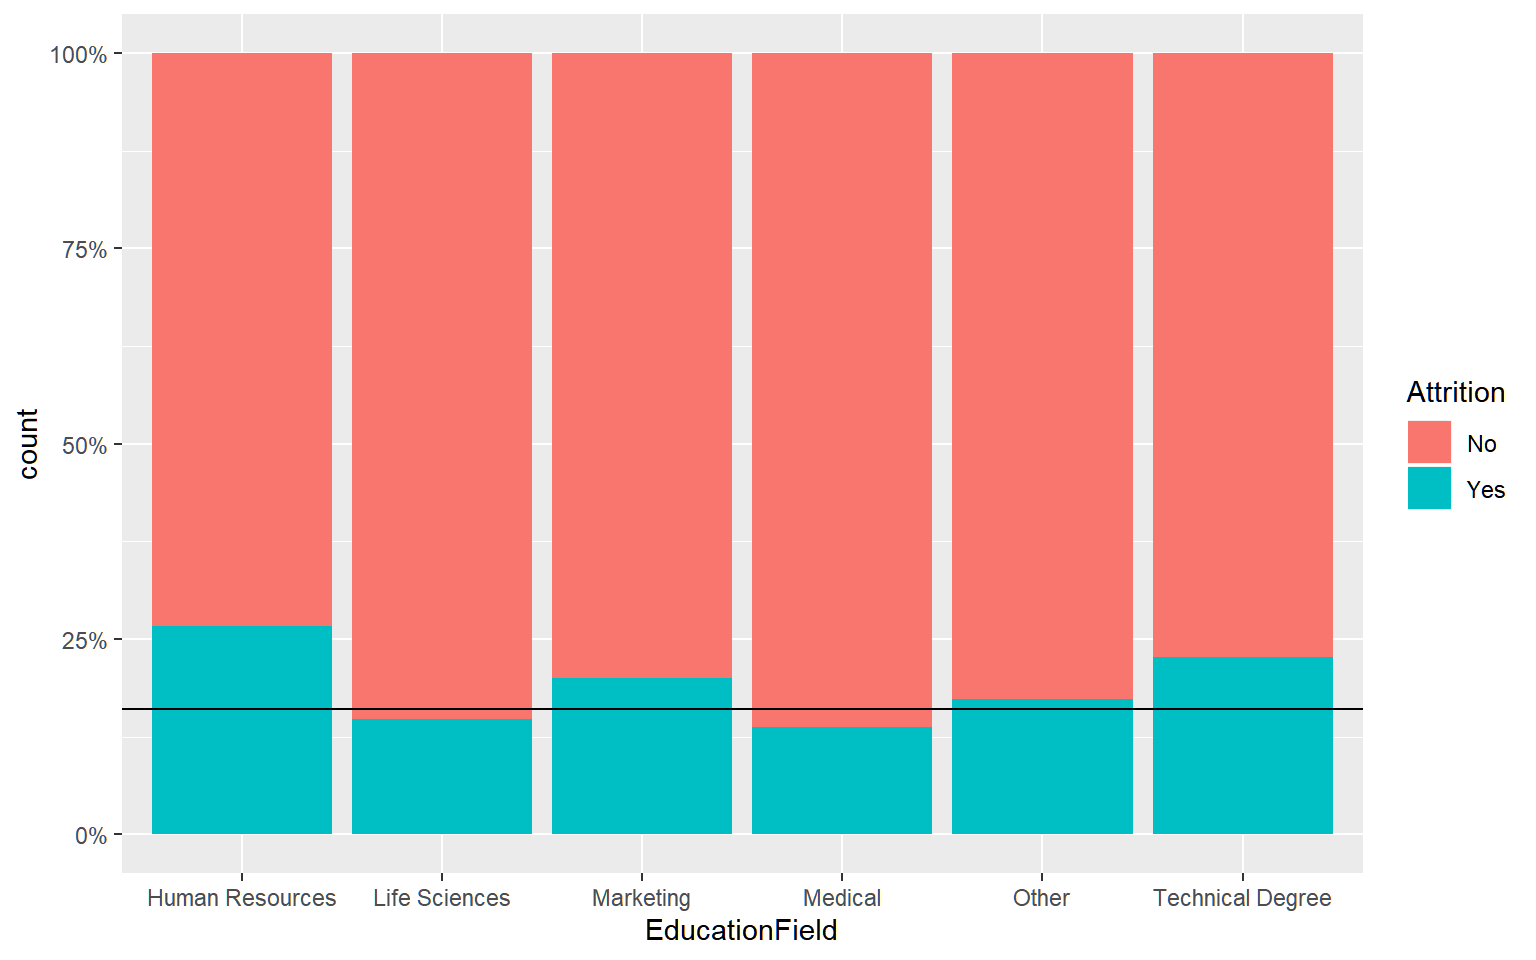 100%
75%
50%
25%
0%
count
Human Resources
Life Sciences
Marketing
Medical
Other
Technical Degree
EducationField
Attrition
No
Yes